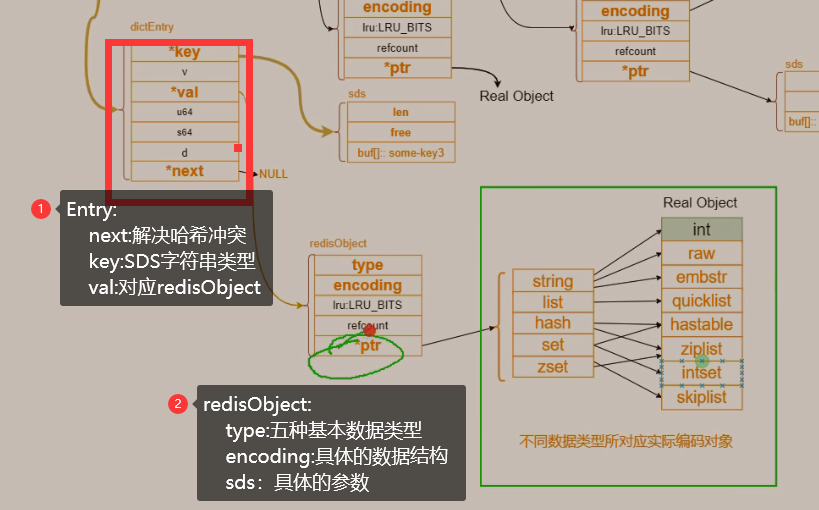 encoding
lru:LRU_BITS
refcount
*ptr
encoding
lru:LRU_BITS
refcount
*ptr
Real Object
dictEntry
*key
v
*val
u64
s64
d
*next
NULL
sds
len
free
buf[]:: some-key3
sds
buf[]::
1
Entry:
next:解决哈希冲突
key:SDS字符串类型
val:对应redisObject
redisObject
type
encoding
lru:LRU_BITS
refcount
*ptr
string
list
hash
set
zset
Real Object
int
raw
embstr
quicklist
hastable
ziplist
intset
skiplist
不同数据类型所对应实际编码对象
2
redisObject:
type:五种基本数据类型
encoding:具体的数据结构
sds：具体的参数